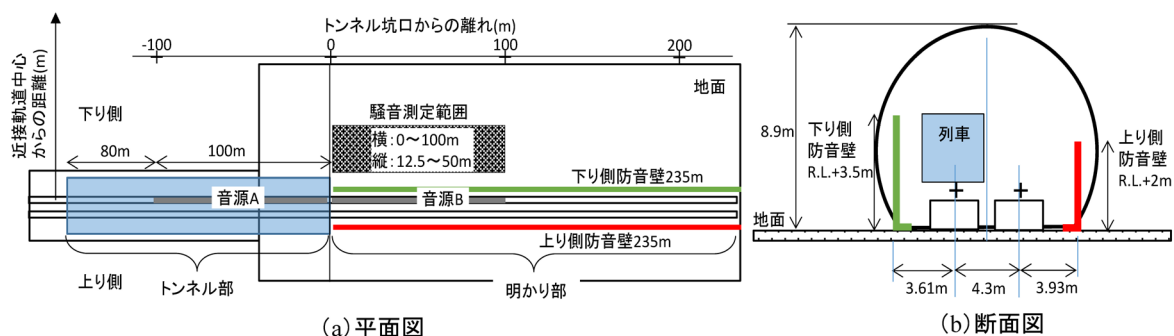 トンネル坑口からの離れ(m)
-100
0
100
200
近接軌道中心
からの距離(m)
下り側
地面
騒音測定範囲
横：0～100m
縦：12.5～50m
80m
100m
下り側防音壁235m
音源A
音源B
上り側防音壁235m
上り側
トンネル部
明かり部
(a)平面図
8.9m
下り側
防音壁
R.L.+3.5m
列車
上り側
防音壁
R.L.+2m
地面
3.61m
4.3m
3.93m
(b)断面図